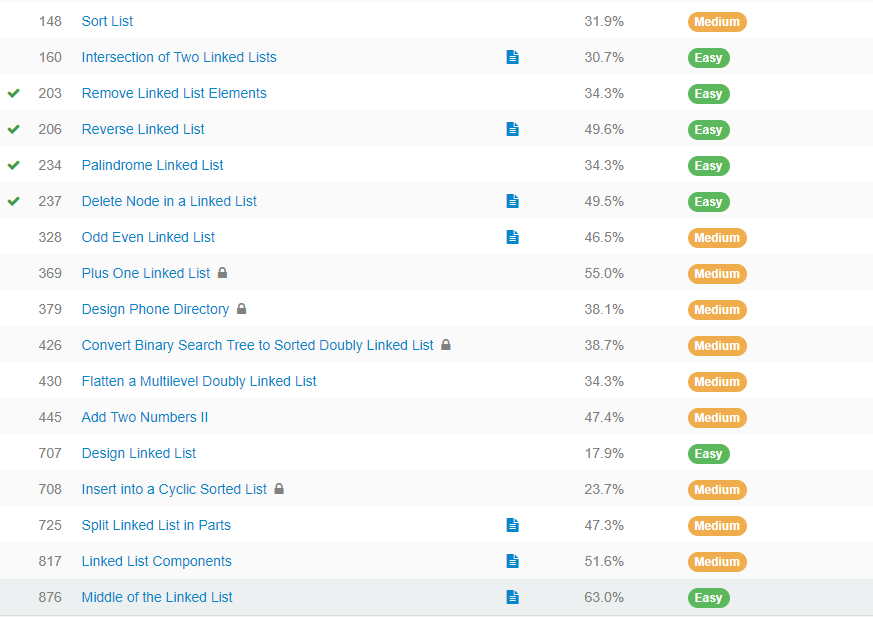 148 Sort List 31.9% Medium
160 Intersection of Two Linked Lists 30.7% Easy
203 Remove Linked List Elements 34.3% Easy
206 Reverse Linked List 49.6% Easy
234 Palindrome Linked List 34.3% Easy
237 Delete Node in a Linked List 49.5% Easy
328 Odd Even Linked List 46.5% Medium
369 Plus One Linked List 55.0% Medium
379 Design Phone Directory 38.1% Medium
426 Convert Binary Search Tree to Sorted Doubly Linked List 38.7% Medium
430 Flatten a Multilevel Doubly Linked List 34.3% Medium
445 Add Two Numbers II 47.4% Medium
707 Design Linked List 17.9% Easy
708 Insert into a Cyclic Sorted List 23.7% Medium
725 Split Linked List in Parts 47.3% Medium
817 Linked List Components 51.6% Medium
876 Middle of the Linked List 63.0% Easy